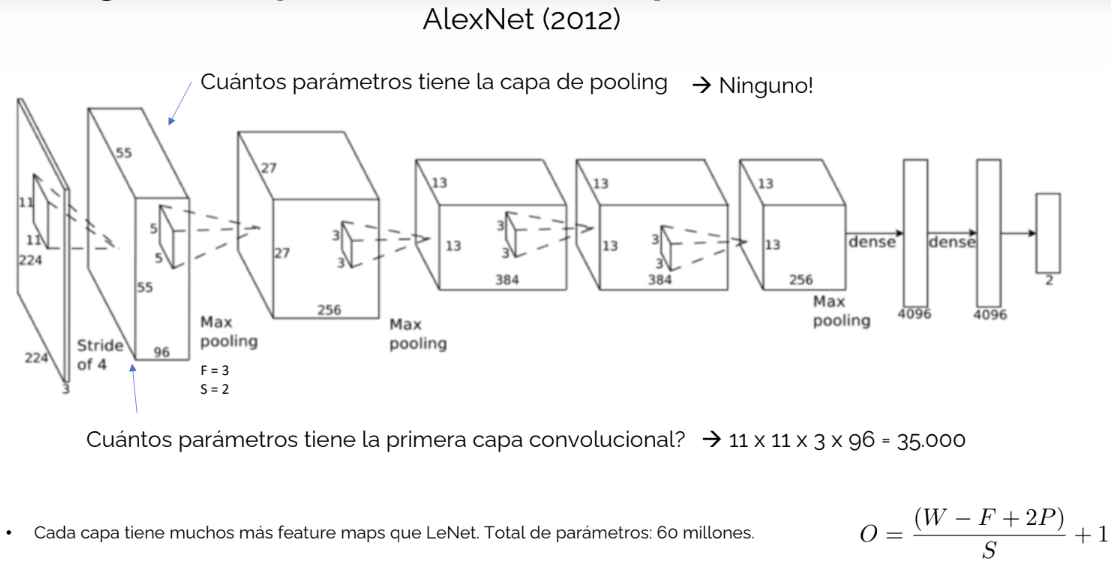 AlexNet (2012)
Cuántos parámetros tiene la capa de pooling → Ninguno!
11
11
224
224
3
Stride
of 4
55
55
5
5
96
Max
pooling
F = 3
S = 2
27
27
3
3
256
Max
pooling
13
13
3
3
384
13
13
3
3
384
13
13
256
Max
pooling
dense
4096
dense
4096
2
Cuántos parámetros tiene la primera capa convolucional? → 11 x 11 x 3 x 96 = 35.000
• Cada capa tiene muchos más feature maps que LeNet. Total de parámetros: 60 millones.
O = (W − F + 2P) / S + 1